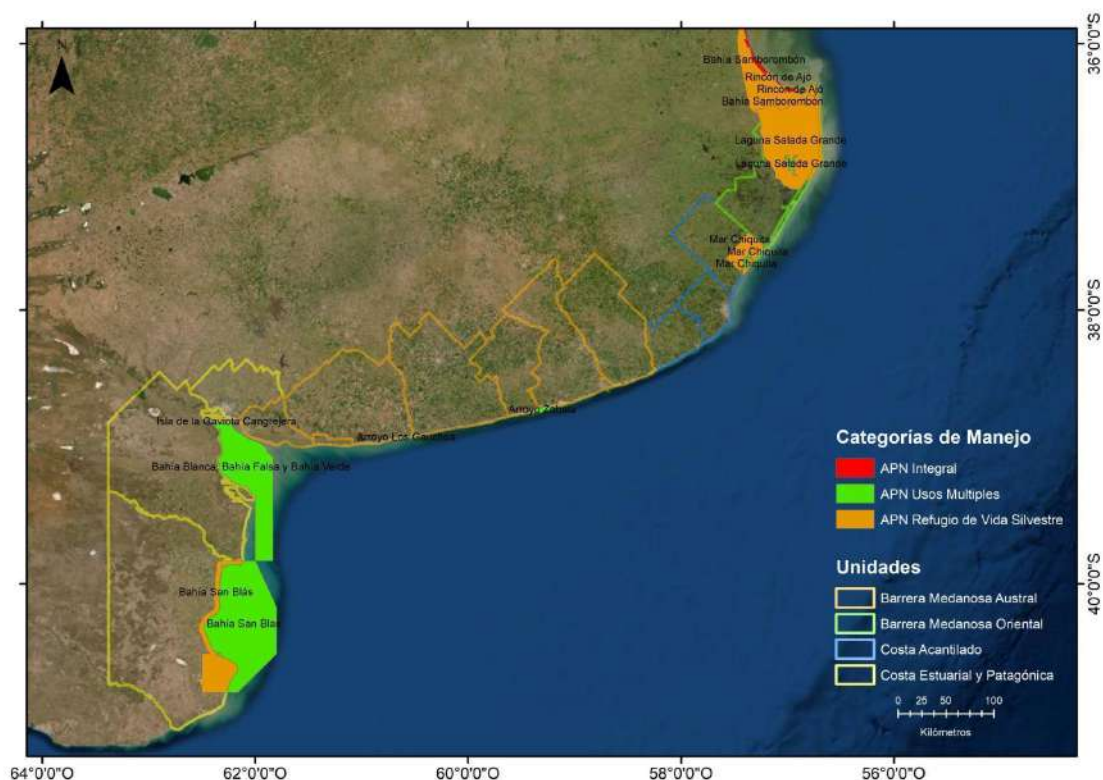 N
Bahía Samborombón
Rincón de Ajó
Rincón de Ajó
Bahía Samborombón
Laguna Salada Grande
Laguna Salada Grande
Mar Chiquita
Mar Chiquita
Mar Chiquita
Arroyo Zabala
Isla de la Gaviota Cangrejera
Arroyo Los Gauchos
Bahía Blanca, Bahía Falsa y Bahía Verde
Bahía San Blás
Bahía San Blas
Categorías de Manejo
APN Integral
APN Usos Multiples
APN Refugio de Vida Silvestre
Unidades
Barrera Medanosa Austral
Barrera Medanosa Oriental
Costa Acantilado
Costa Estuarial y Patagónica
0 25 50 100
Kilómetros
36°0'0"S
38°0'0"S
40°0'0"S
64°0'0"O 62°0'0"O 60°0'0"O 58°0'0"O 56°0'0"O